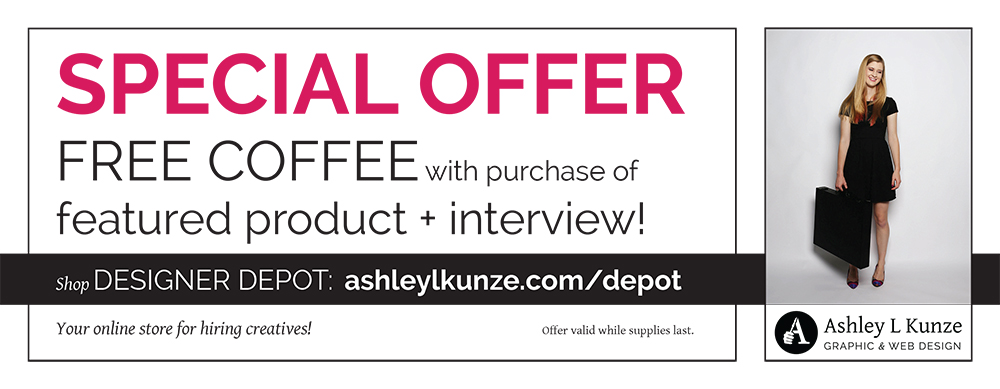 SPECIAL OFFER
FREE COFFEE with purchase of
featured product + interview!
Shop DESIGNER DEPOT: ashleylkunze.com/depot
Your online store for hiring creatives!
Offer valid while supplies last.
A
Ashley L Kunze
GRAPHIC & WEB DESIGN